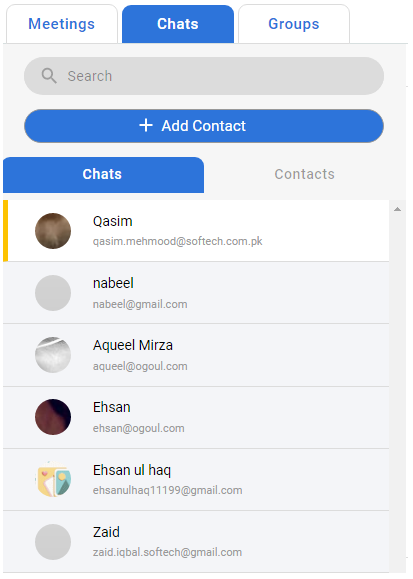 Meetings
Chats
Groups
Search
Add Contact
Chats
Contacts
Qasim
qasim.mehmood@softech.com.pk
nabeel
nabeel@gmail.com
Aqueel Mirza
aqueel@ogoul.com
Ehsan
ehsan@ogoul.com
Ehsan ul haq
ehsanulhaq11199@gmail.com
Zaid
zaid.iqbal.softech@gmail.com